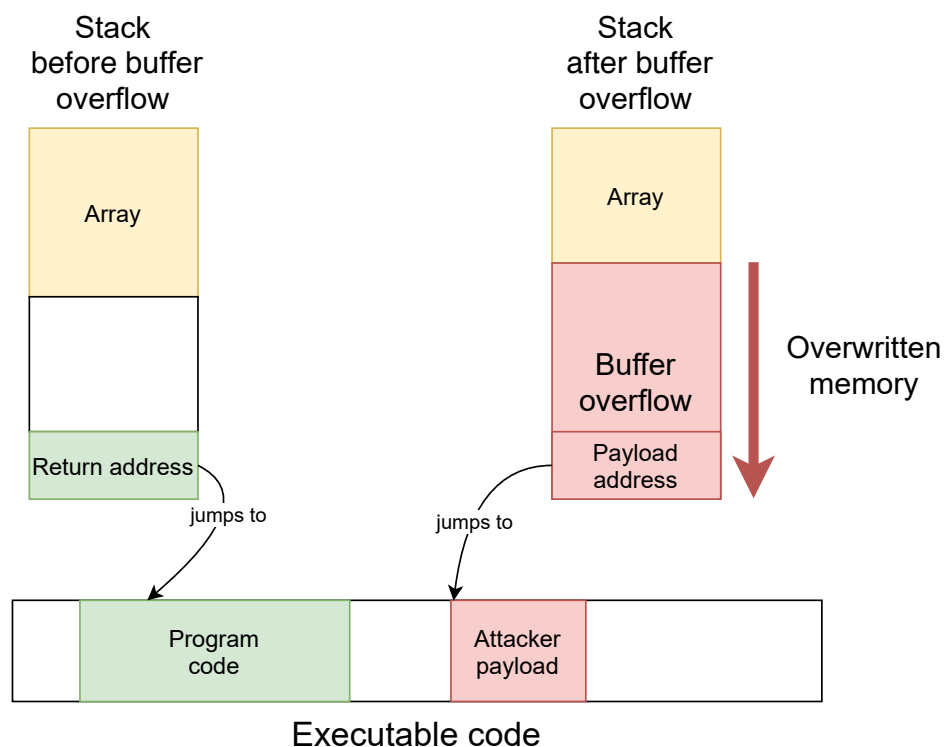 Stack
before buffer
overflow
Stack
after buffer
overflow
Array
Array
Buffer
overflow
Overwritten
memory
Return address
Payload
address
jumps to
jumps to
Program
code
Attacker
payload
Executable code